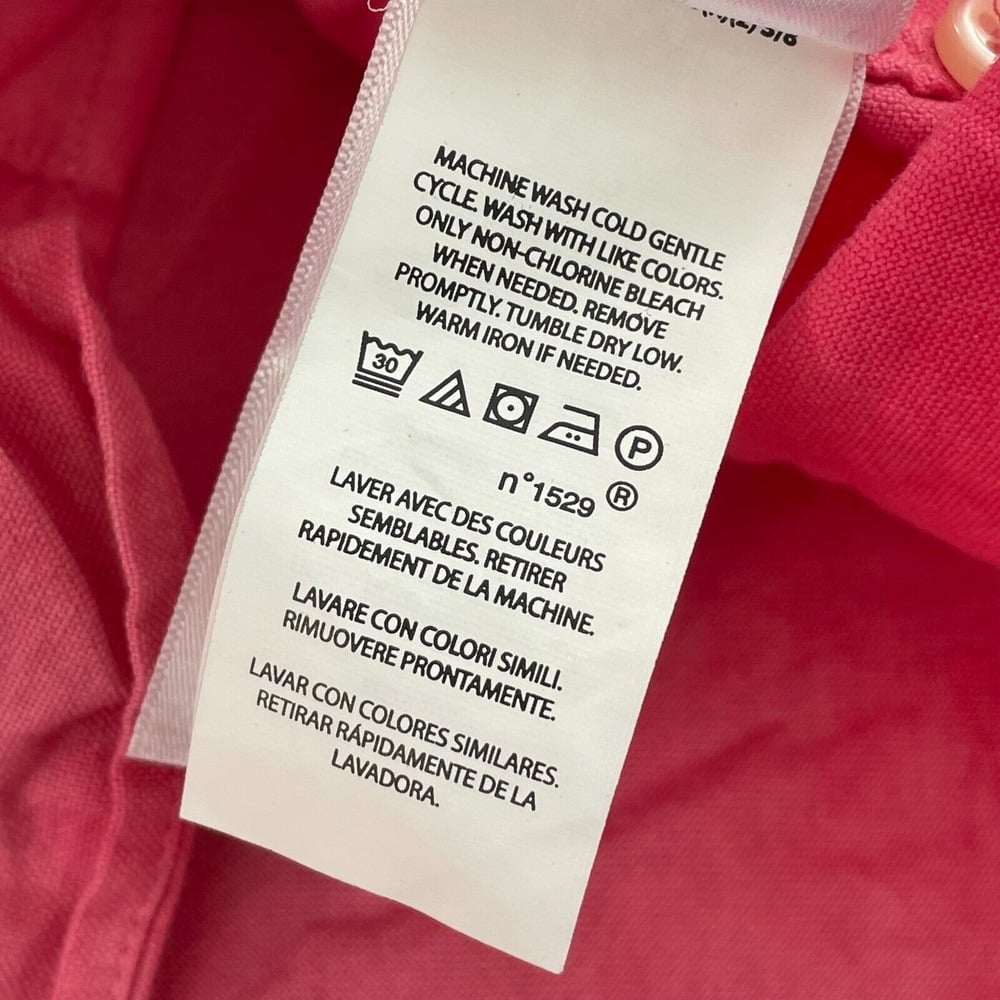 MACHINE WASH COLD GENTLE
CYCLE. WASH WITH LIKE COLORS.
ONLY NON-CHLORINE BLEACH
WHEN NEEDED. REMOVE
PROMPTLY. TUMBLE DRY LOW.
WARM IRON IF NEEDED.
30 P
n°1529 ®
LAVER AVEC DES COULEURS
SEMBLABLES. RETIRER
RAPIDEMENT DE LA MACHINE.
LAVARE CON COLORI SIMILI.
RIMUOVERE PRONTAMENTE.
LAVAR CON COLORES SIMILARES.
RETIRAR RÁPIDAMENTE DE LA
LAVADORA.